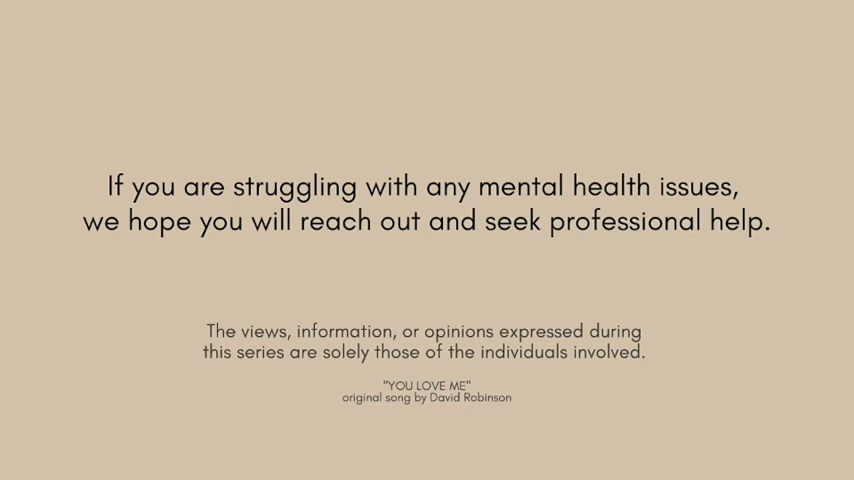 If you are struggling with any mental health issues,
we hope you will reach out and seek professional help.
The views, information, or opinions expressed during
this series are solely those of the individuals involved.
"YOU LOVE ME"
original song by David Robinson